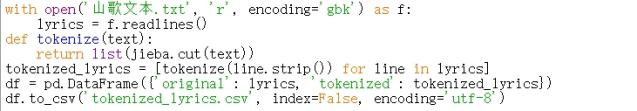 with open('山歌文本.txt', 'r', encoding='gbk') as f:
    lyrics = f.readlines()
def tokenize(text):
    return list(jieba.cut(text))
tokenized_lyrics = [tokenize(line.strip()) for line in lyrics]
df = pd.DataFrame({'original': lyrics, 'tokenized': tokenized_lyrics})
df.to_csv('tokenized_lyrics.csv', index=False, encoding='utf-8')